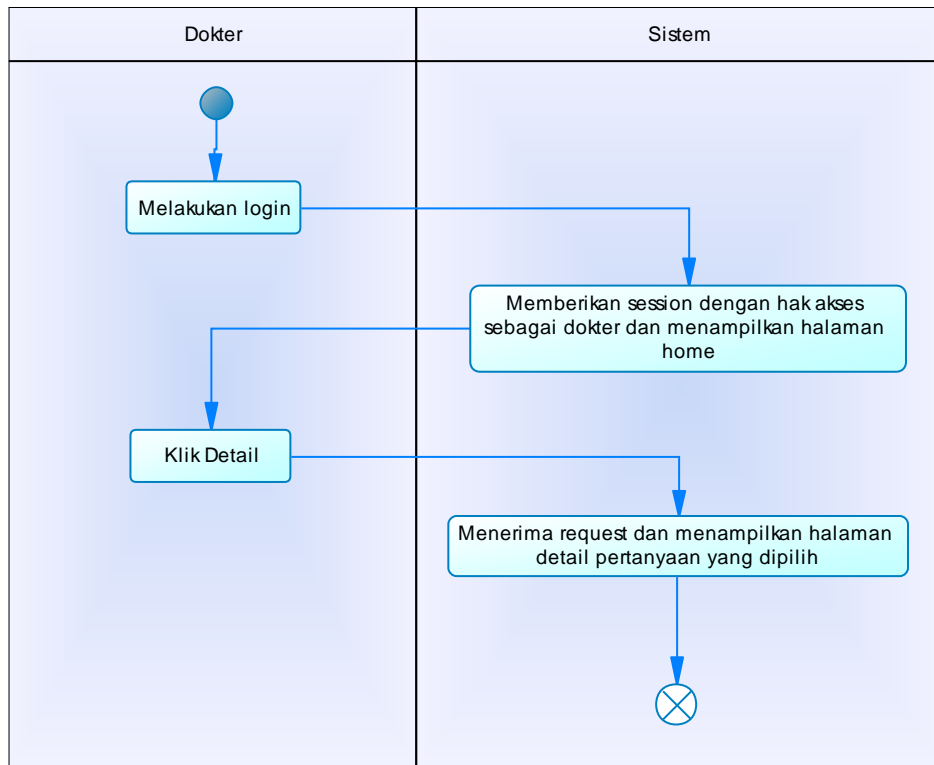 Dokter
Sistem
Melakukan login
Memberikan session dengan hak akses
sebagai dokter dan menampilkan halaman
home
Klik Detail
Menerima request dan menampilkan halaman
detail pertanyaan yang dipilih